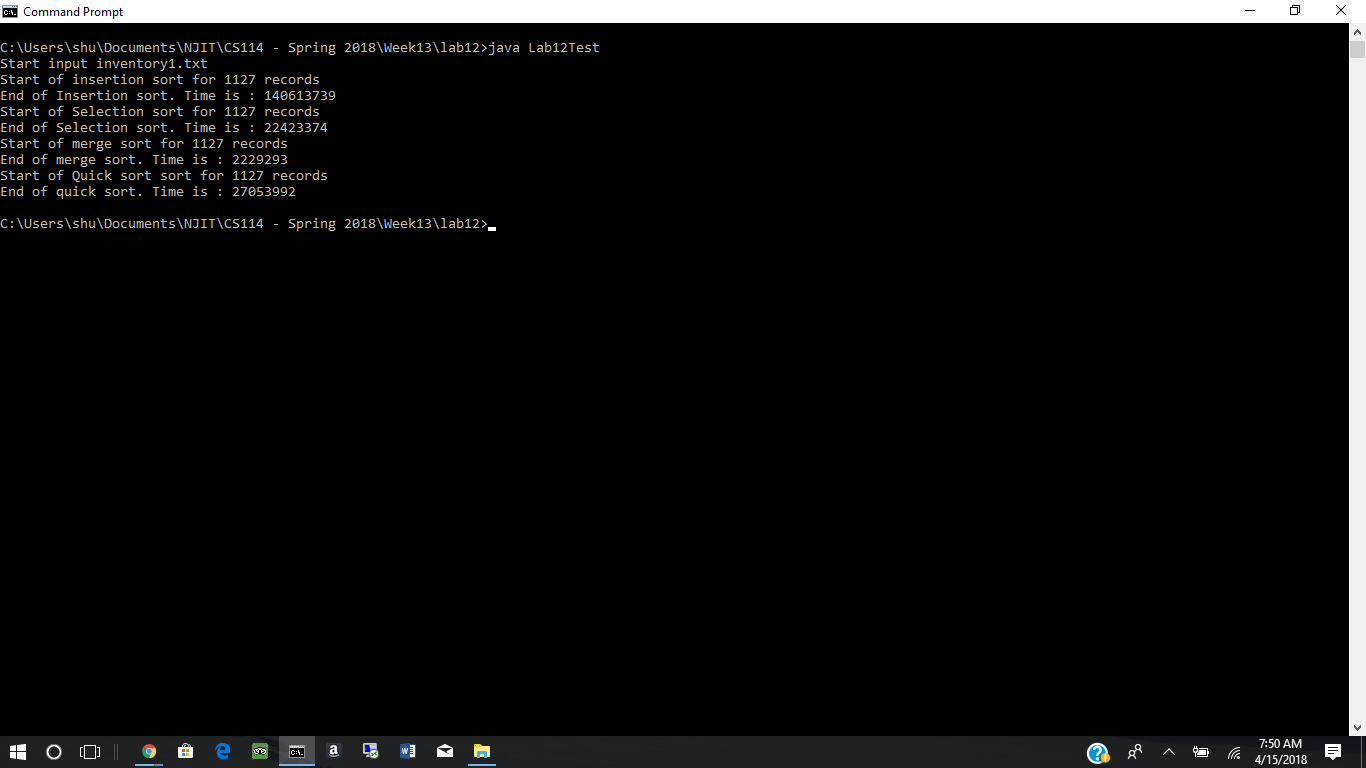 Command Prompt
C:\Users\shu\Documents\NJIT\CS114 - Spring 2018\Week13\lab12>java Lab12Test
Start input inventory1.txt
Start of insertion sort for 1127 records
End of Insertion sort. Time is : 140613739
Start of Selection sort for 1127 records
End of Selection sort. Time is : 22423374
Start of merge sort for 1127 records
End of merge sort. Time is : 2229293
Start of Quick sort sort for 1127 records
End of quick sort. Time is : 27053992
C:\Users\shu\Documents\NJIT\CS114 - Spring 2018\Week13\lab12>
7:50 AM
4/15/2018